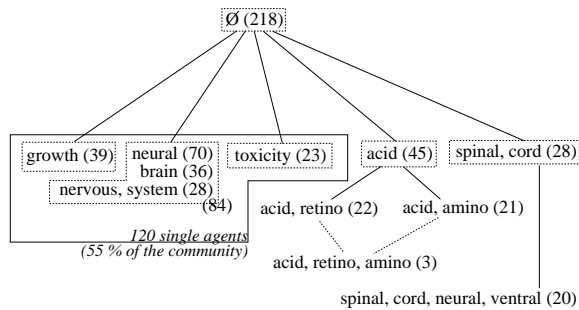 Ø (218)
growth (39)
neural (70)
toxicity (23)
acid (45)
spinal, cord (28)
brain (36)
nervous, system (28)
(84)
acid, retino (22)
acid, amino (21)
120 single agents
(55 % of the community)
acid, retino, amino (3)
spinal, cord, neural, ventral (20)